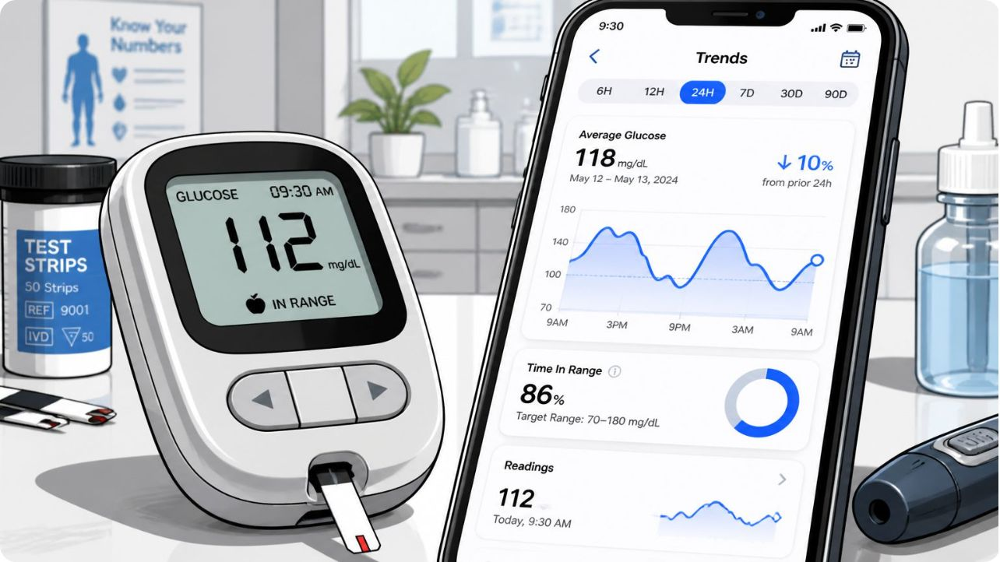 Know Your
Numbers
TEST
STRIPS
50 Strips
REF 9001
IVD 50
GLUCOSE 09:30 AM
112 mg/dL
IN RANGE
9:30
Trends
6H 12H 24H 7D 30D 90D
Average Glucose
118 mg/dL
↓ 10%
May 12 – May 13, 2024
from prior 24h
180
140
100
70
9AM 3PM 9PM 3AM 9AM
Time In Range
86%
Target Range: 70–180 mg/dL
Readings
112
Today, 9:30 AM